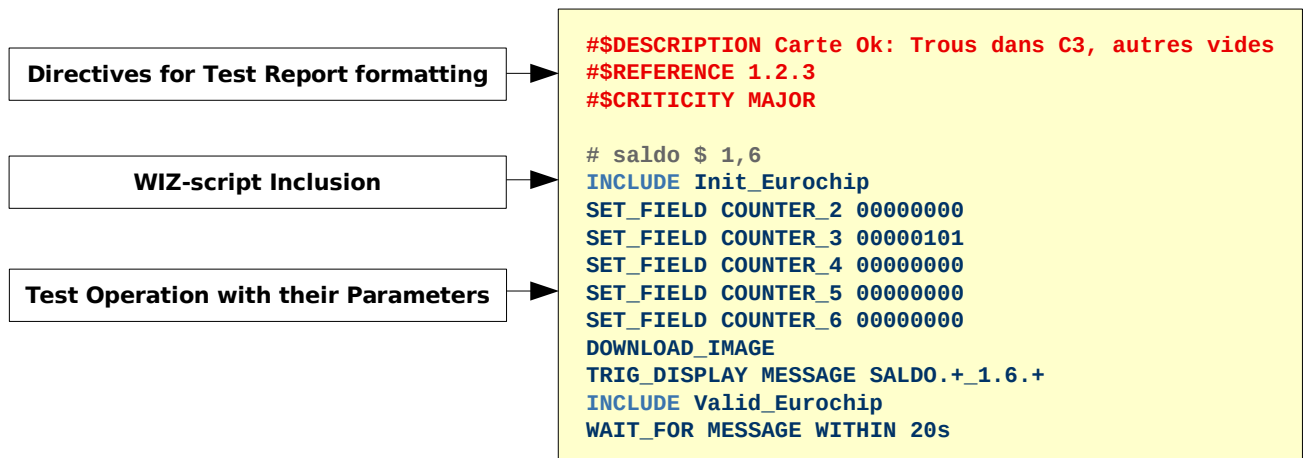 Directives for Test Report formatting
WIZ-script Inclusion
Test Operation with their Parameters
#$DESCRIPTION Carte Ok: Trous dans C3, autres vides
#$REFERENCE 1.2.3
#$CRITICITY MAJOR
# saldo $ 1,6
INCLUDE Init_Eurochip
SET_FIELD COUNTER_2 00000000
SET_FIELD COUNTER_3 00000101
SET_FIELD COUNTER_4 00000000
SET_FIELD COUNTER_5 00000000
SET_FIELD COUNTER_6 00000000
DOWNLOAD_IMAGE
TRIG_DISPLAY MESSAGE SALDO.+_1.6.+
INCLUDE Valid_Eurochip
WAIT_FOR MESSAGE WITHIN 20s